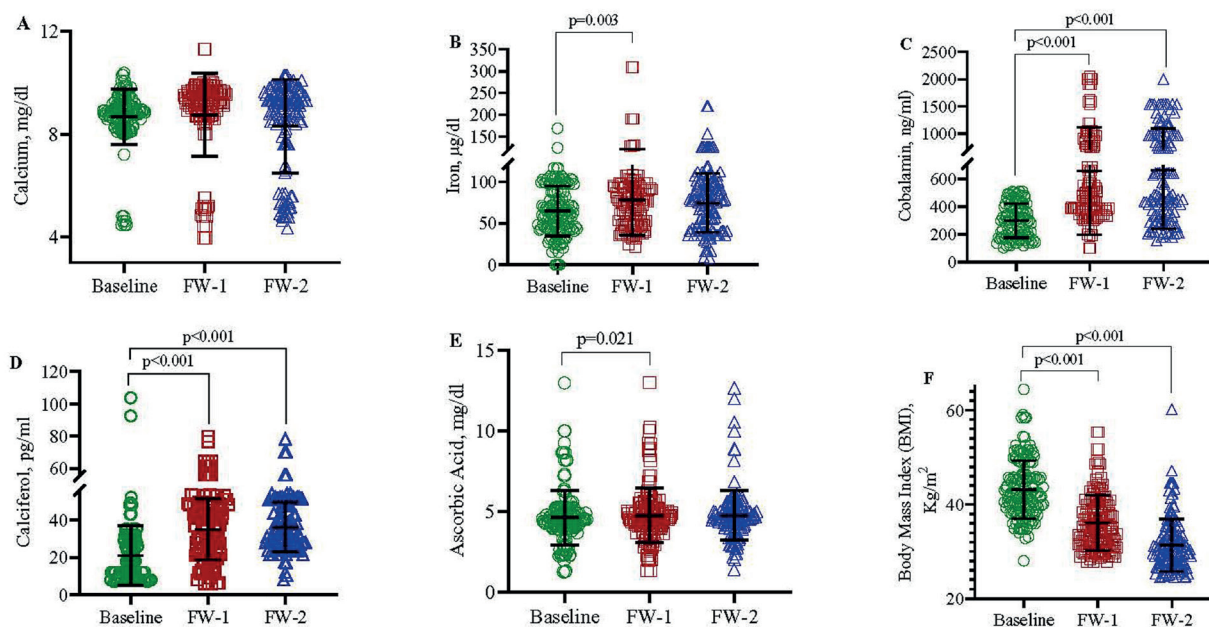 A
Calcium, mg/dl
12
8
4
Baseline
FW-1
FW-2
B
p=0.003
Iron, µg/dl
350
300
250
200
150
100
50
0
Baseline
FW-1
FW-2
C
p<0.001
p<0.001
Cobalamin, ng/ml)
2500
2000
1500
1000
600
400
200
0
Baseline
FW-1
FW-2
D
p<0.001
p<0.001
Calciferol, pg/ml
120
100
80
60
40
20
0
Baseline
FW-1
FW-2
E
p=0.021
Ascorbic Acid, mg/dl
15
10
5
0
Baseline
FW-1
FW-2
F
p<0.001
p<0.001
Body Mass Index (BMI),
Kg/m²
60
40
20
Baseline
FW-1
FW-2